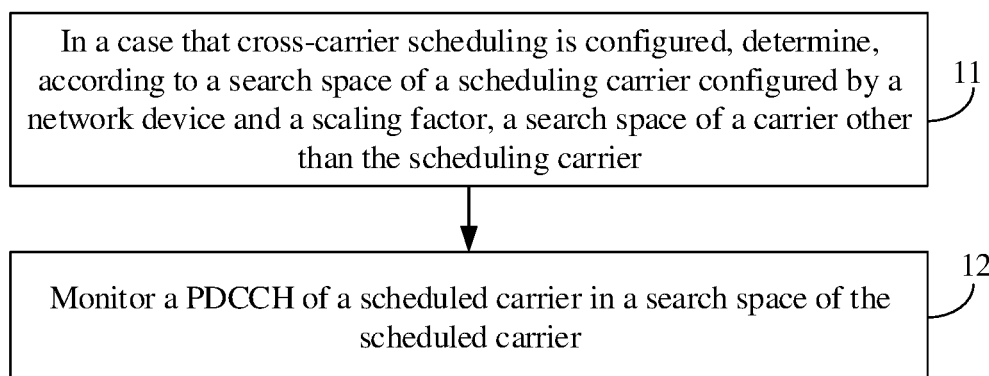 In a case that cross-carrier scheduling is configured, determine,
according to a search space of a scheduling carrier configured by a
network device and a scaling factor, a search space of a carrier other
than the scheduling carrier
11
Monitor a PDCCH of a scheduled carrier in a search space of the
scheduled carrier
12